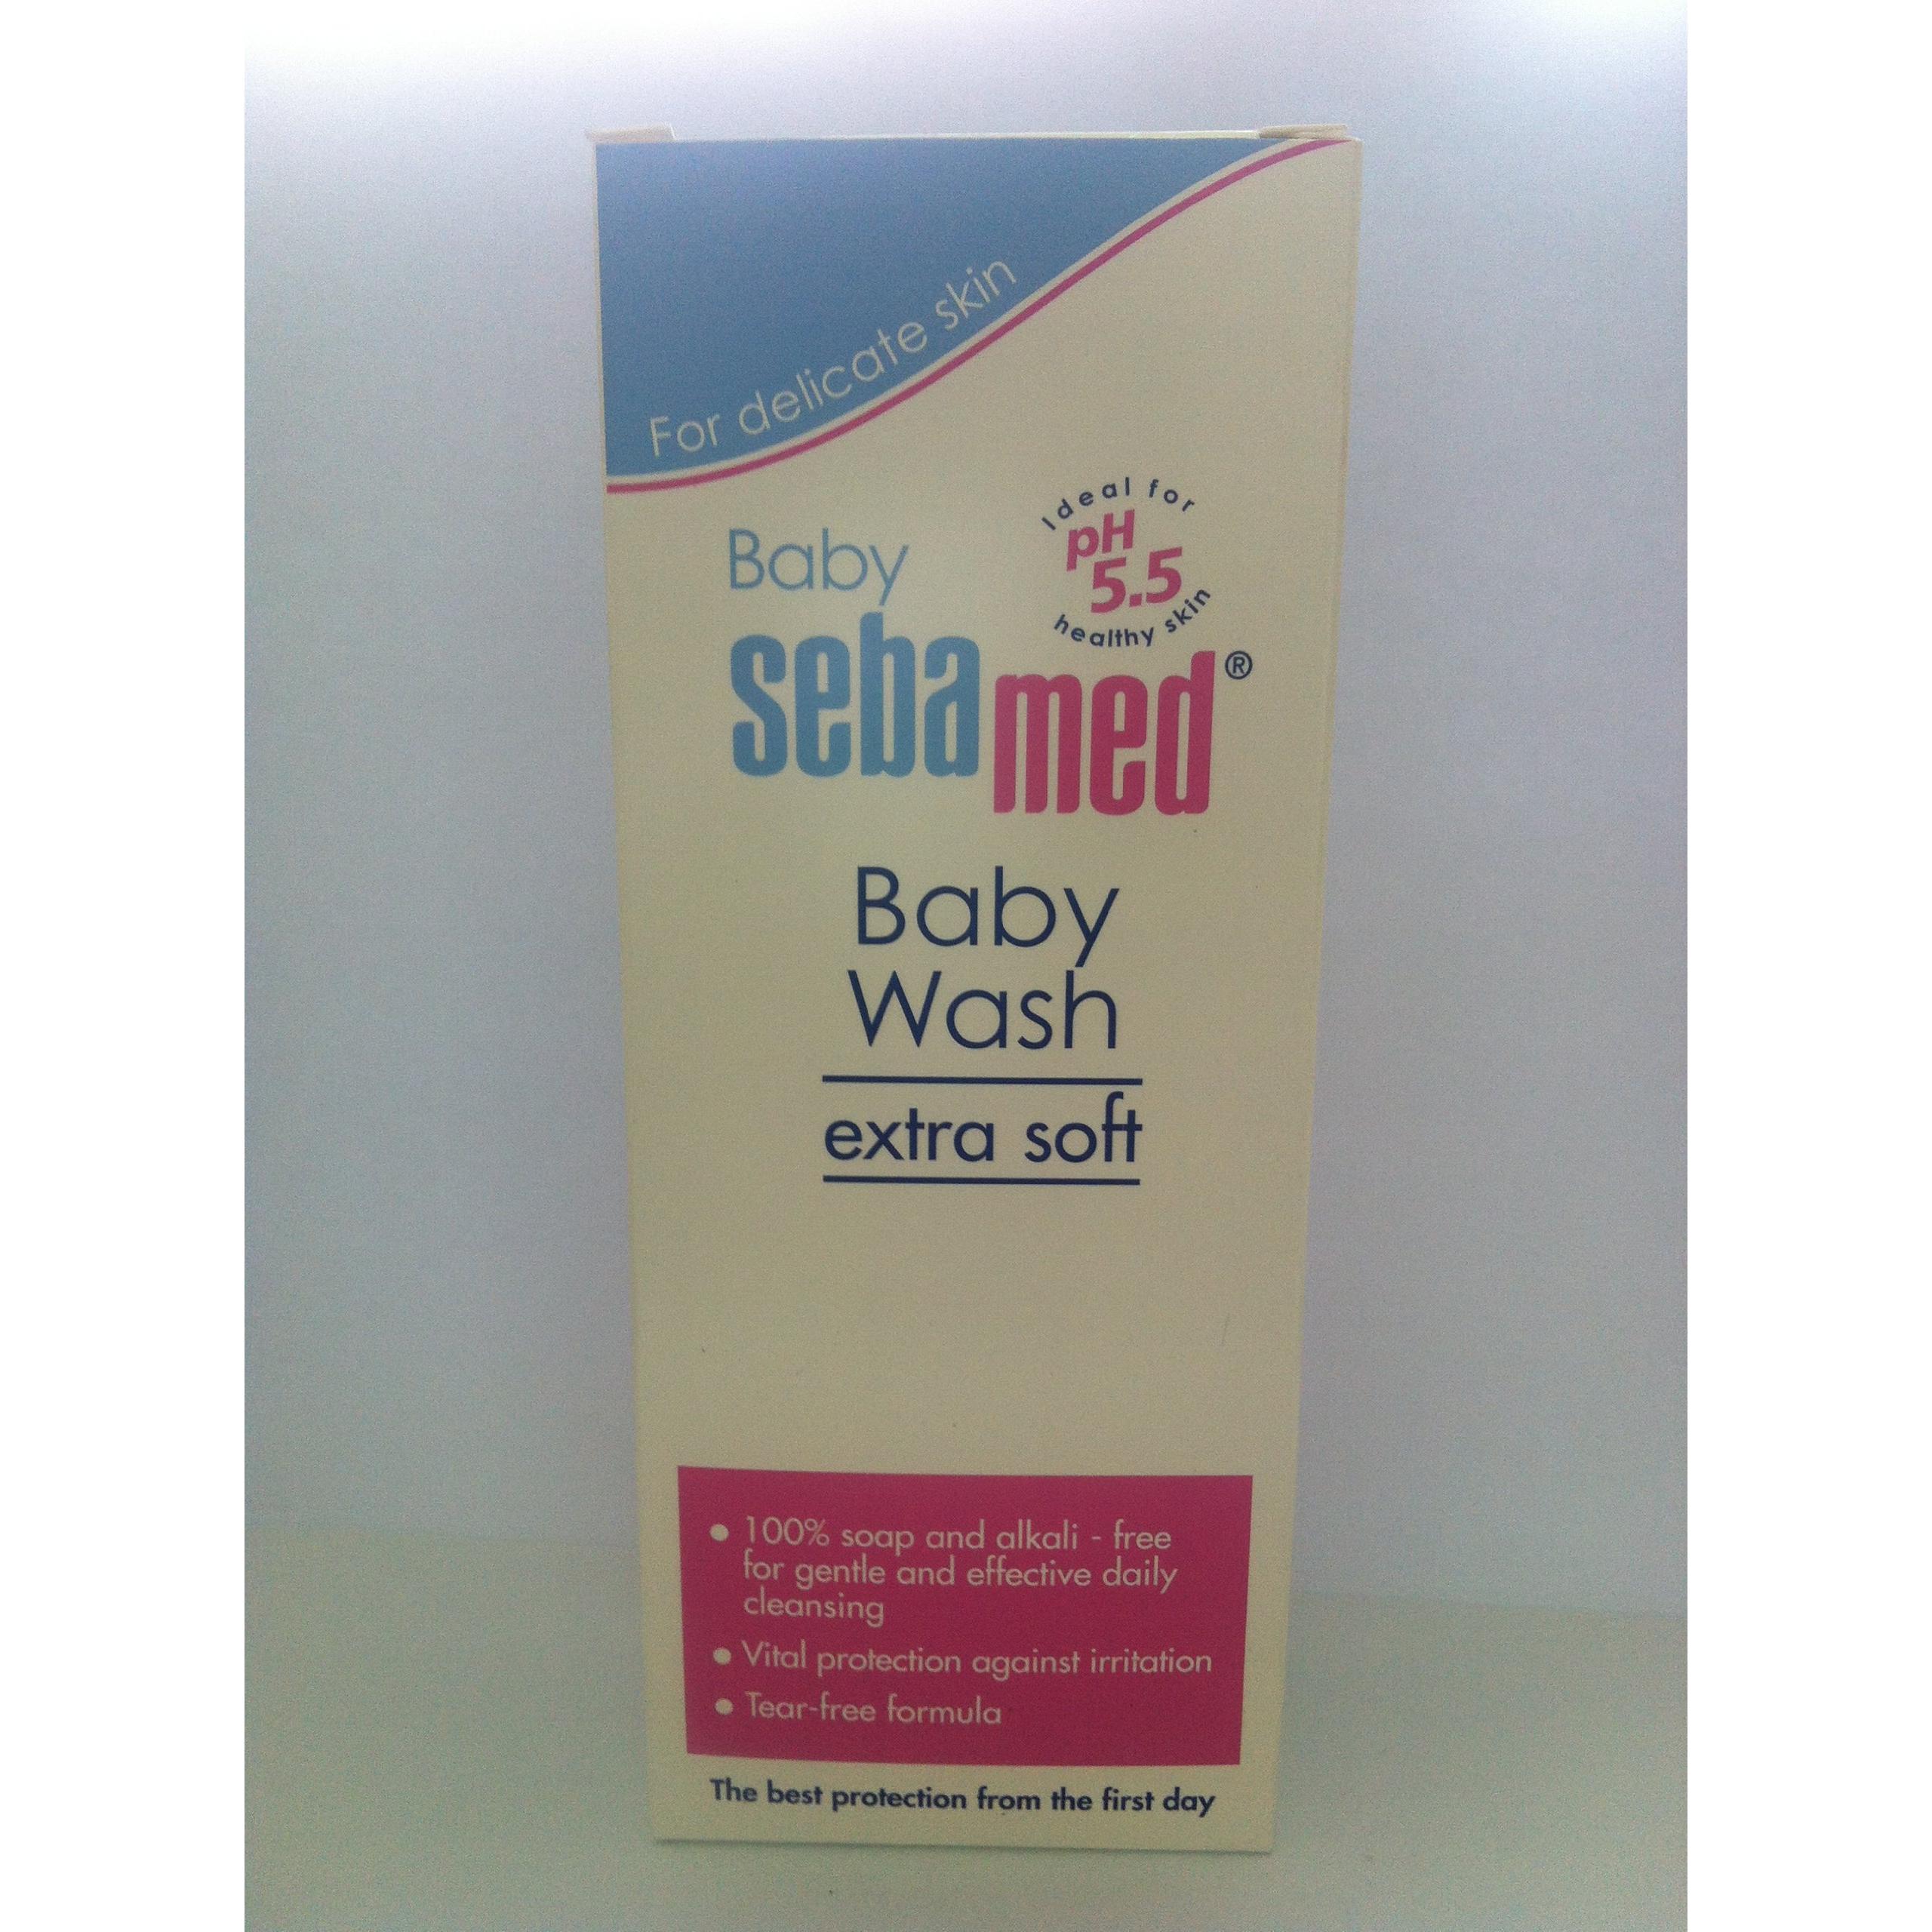 For delicate skin
Ideal for
pH
5.5
healthy skin
Baby
sebamed®
Baby
Wash
extra soft
• 100% soap and alkali - free
for gentle and effective daily
cleansing
• Vital protection against irritation
• Tear-free formula
The best protection from the first day